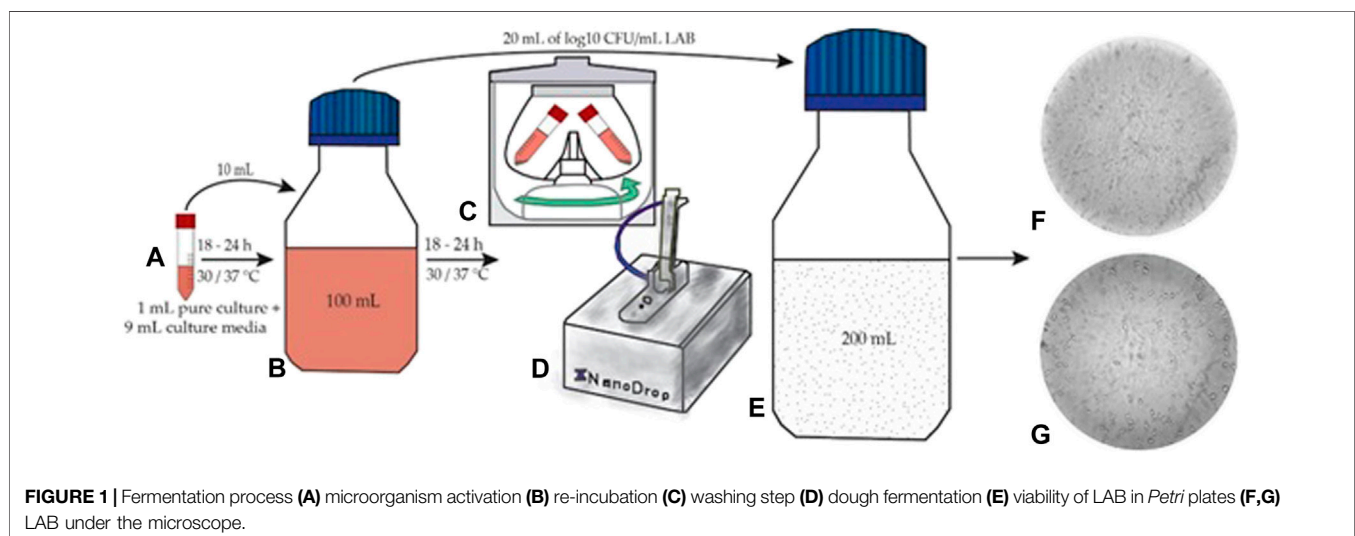 20 mL of log10 CFU/mL LAB
10 mL
C
F
A
18 - 24 h
30 / 37 °C
18 - 24 h
30 / 37 °C
1 mL pure culture +
9 mL culture media
100 mL
200 mL
B
D
NanoDrop
E
G
FIGURE 1 | Fermentation process (A) microorganism activation (B) re-incubation (C) washing step (D) dough fermentation (E) viability of LAB in Petri plates (F,G)
LAB under the microscope.